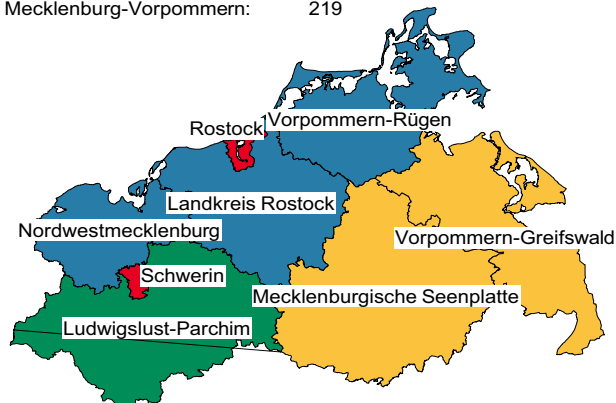 Mecklenburg-Vorpommern: 219
Rostock
Vorpommern-Rügen
Landkreis Rostock
Nordwestmecklenburg
Vorpommern-Greifswald
Schwerin
Mecklenburgische Seenplatte
Ludwigslust-Parchim